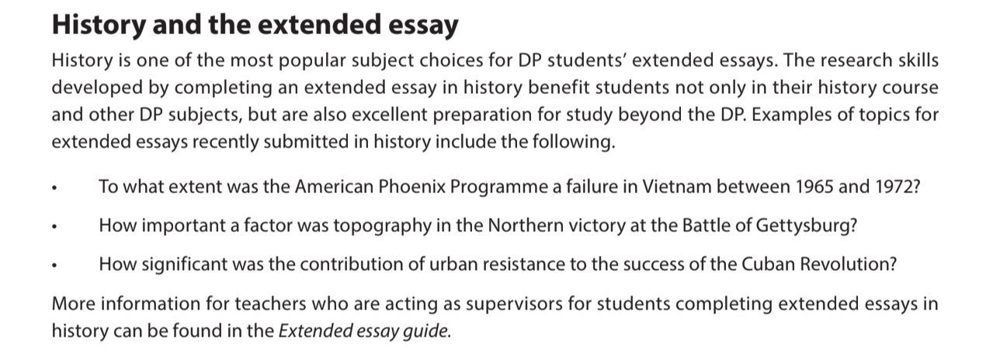 History and the extended essay
History is one of the most popular subject choices for DP students’ extended essays. The research skills
developed by completing an extended essay in history benefit students not only in their history course
and other DP subjects, but are also excellent preparation for study beyond the DP. Examples of topics for
extended essays recently submitted in history include the following.
• To what extent was the American Phoenix Programme a failure in Vietnam between 1965 and 1972?
• How important a factor was topography in the Northern victory at the Battle of Gettysburg?
• How significant was the contribution of urban resistance to the success of the Cuban Revolution?
More information for teachers who are acting as supervisors for students completing extended essays in
history can be found in the Extended essay guide.